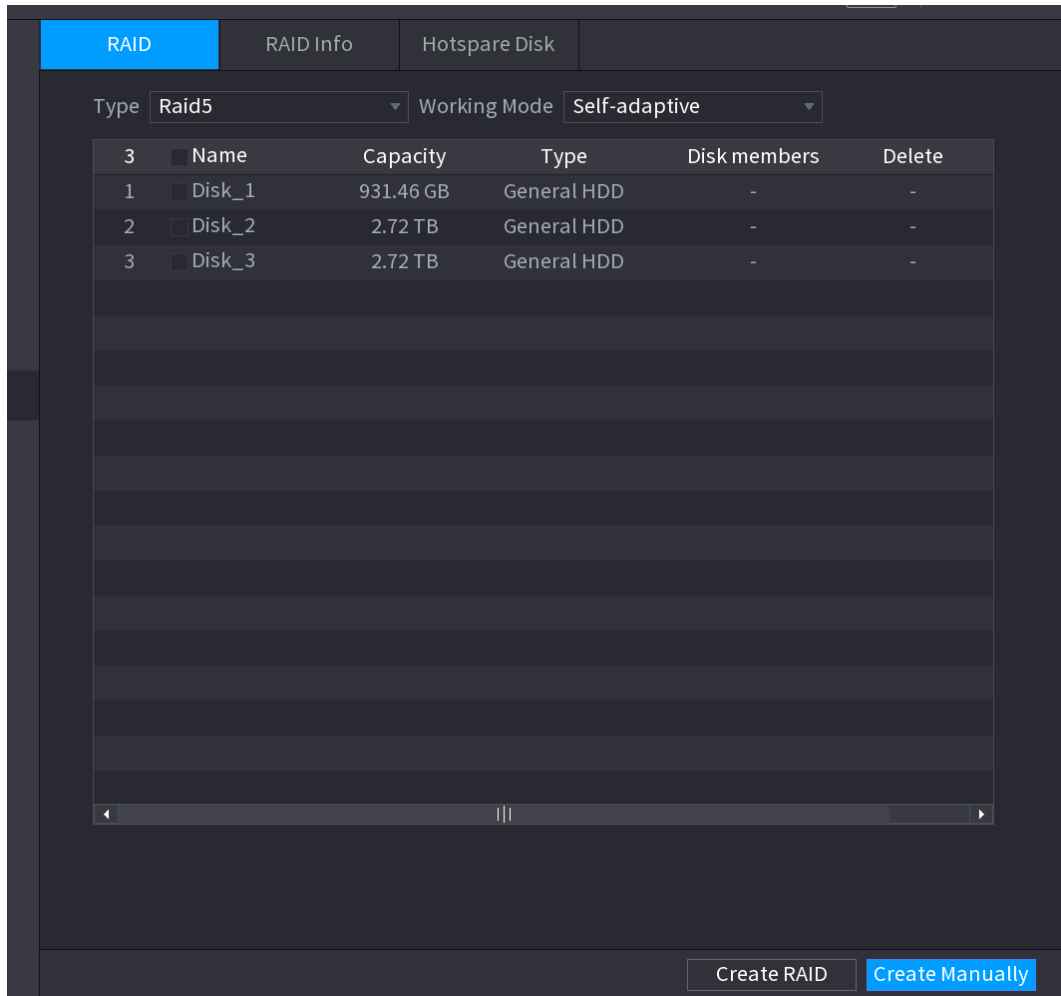 RAID RAID Info Hotspare Disk
Type Raid5 Working Mode Self-adaptive
3 Name Capacity Type Disk members Delete
1 Disk_1 931.46 GB General HDD - -
2 Disk_2 2.72 TB General HDD - -
3 Disk_3 2.72 TB General HDD - -
Create RAID Create Manually